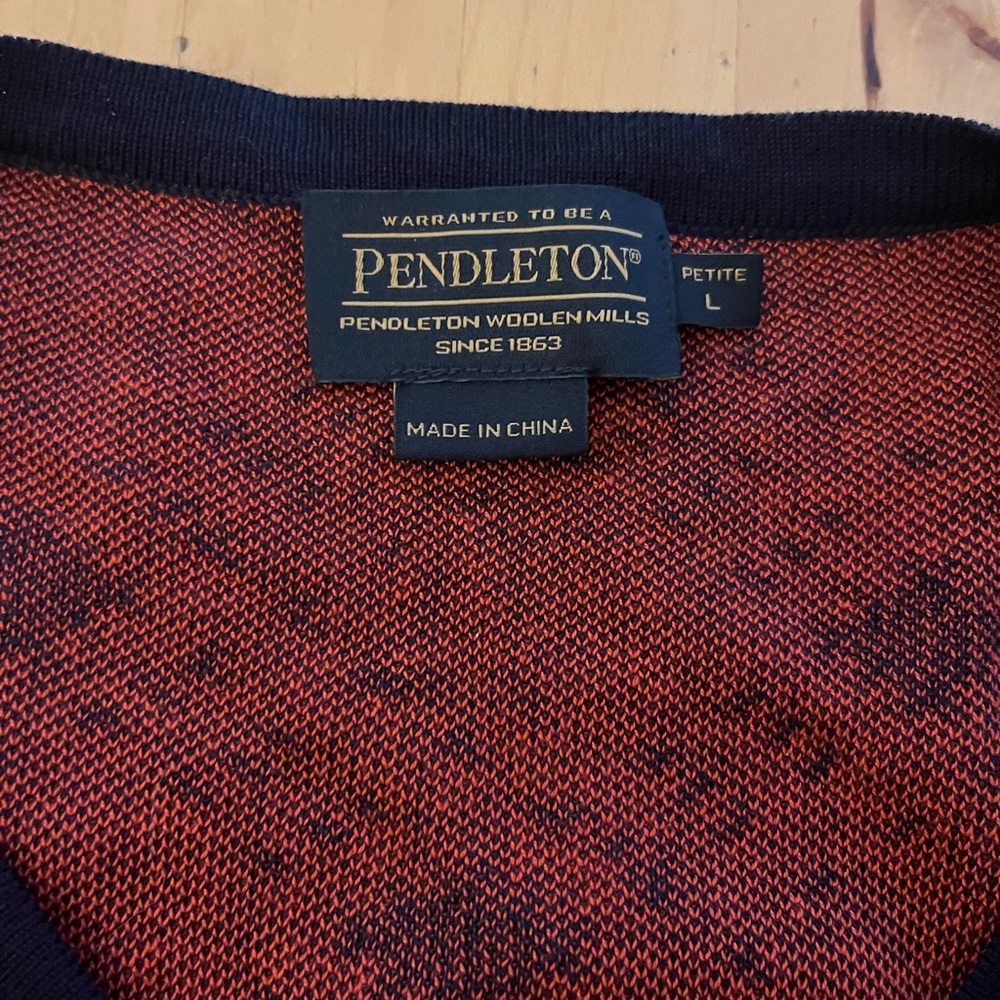 WARRANTED TO BE A
PENDLETON®
PENDLETON WOOLEN MILLS
SINCE 1863
PETITE
L
MADE IN CHINA